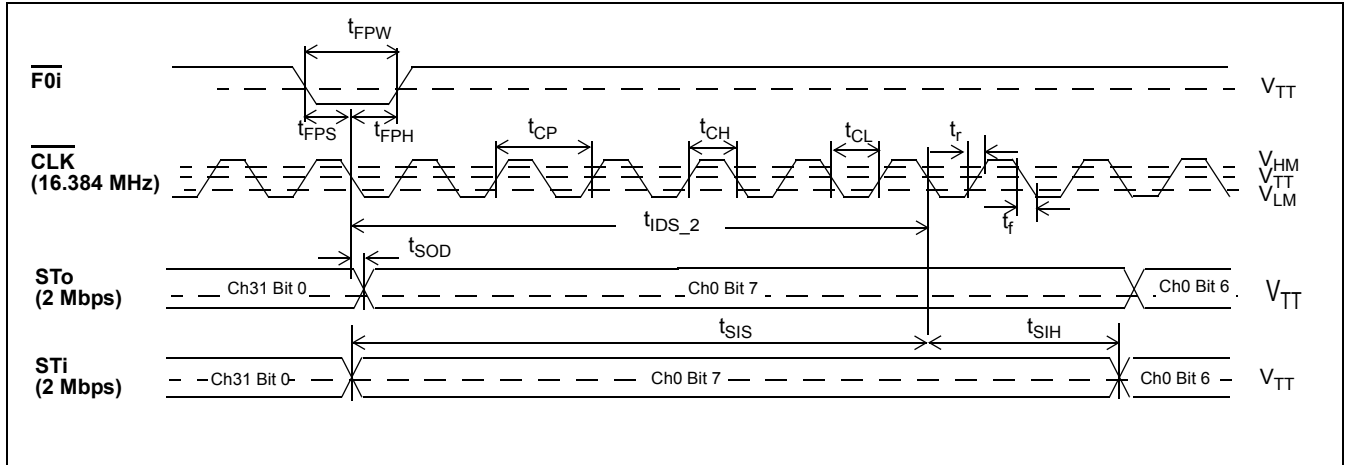 tFPW
F0i
VTT
tFPS tFPH tCP tCH tCL tr
CLK
(16.384 MHz)
VHM
VTT
VLM
tIDS_2 tf
tSOD
STo
(2 Mbps)
Ch31 Bit 0 Ch0 Bit 7 Ch0 Bit 6 VTT
tSIS tSIH
STi
(2 Mbps)
Ch31 Bit 0 Ch0 Bit 7 Ch0 Bit 6 VTT